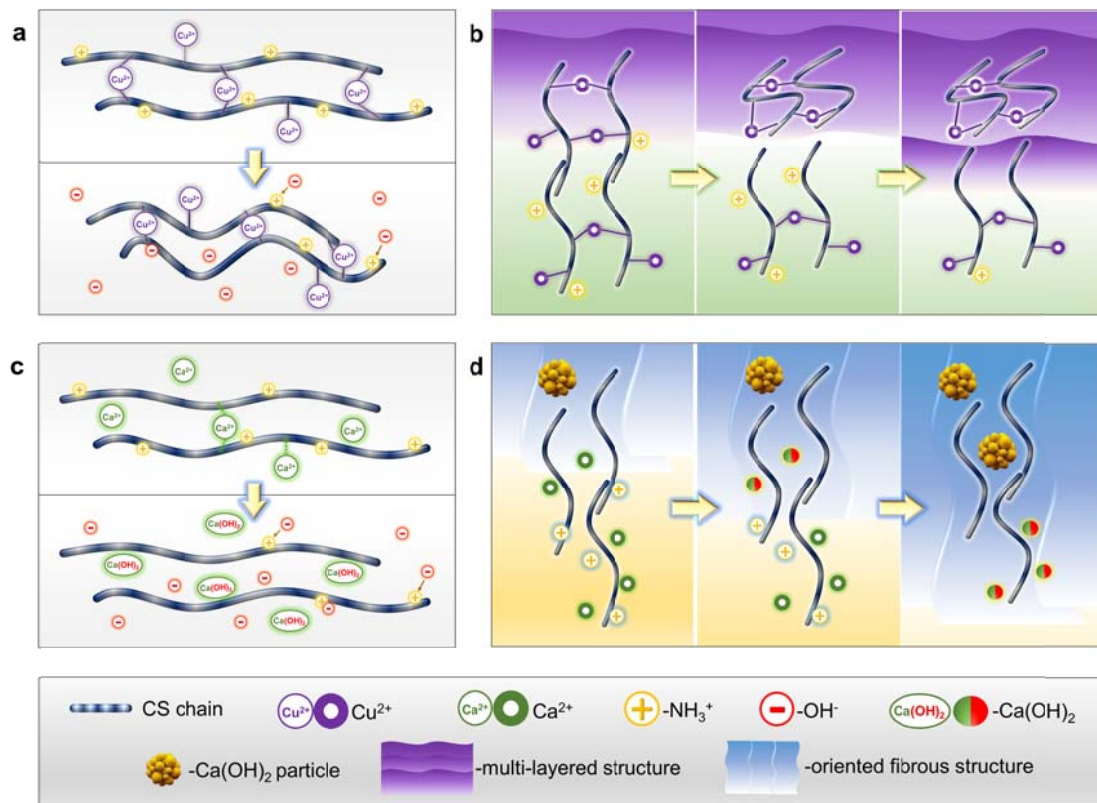 a
Cu²⁺
Cu²⁺
Cu²⁺
Cu²⁺
Cu²⁺
Cu²⁺
Cu²⁺
Cu²⁺
Cu²⁺
Cu²⁺
b
c
Ca²⁺
Ca²⁺
Ca²⁺
Ca²⁺
Ca²⁺
Ca(OH)₂
Ca(OH)₂
Ca(OH)₂
Ca(OH)₂
Ca(OH)₂
d
CS chain Cu²⁺ Cu²⁺ Ca²⁺ Ca²⁺ -NH₃⁺ -OH⁻ Ca(OH)₂ -Ca(OH)₂
-Ca(OH)₂ particle -multi-layered structure -oriented fibrous structure